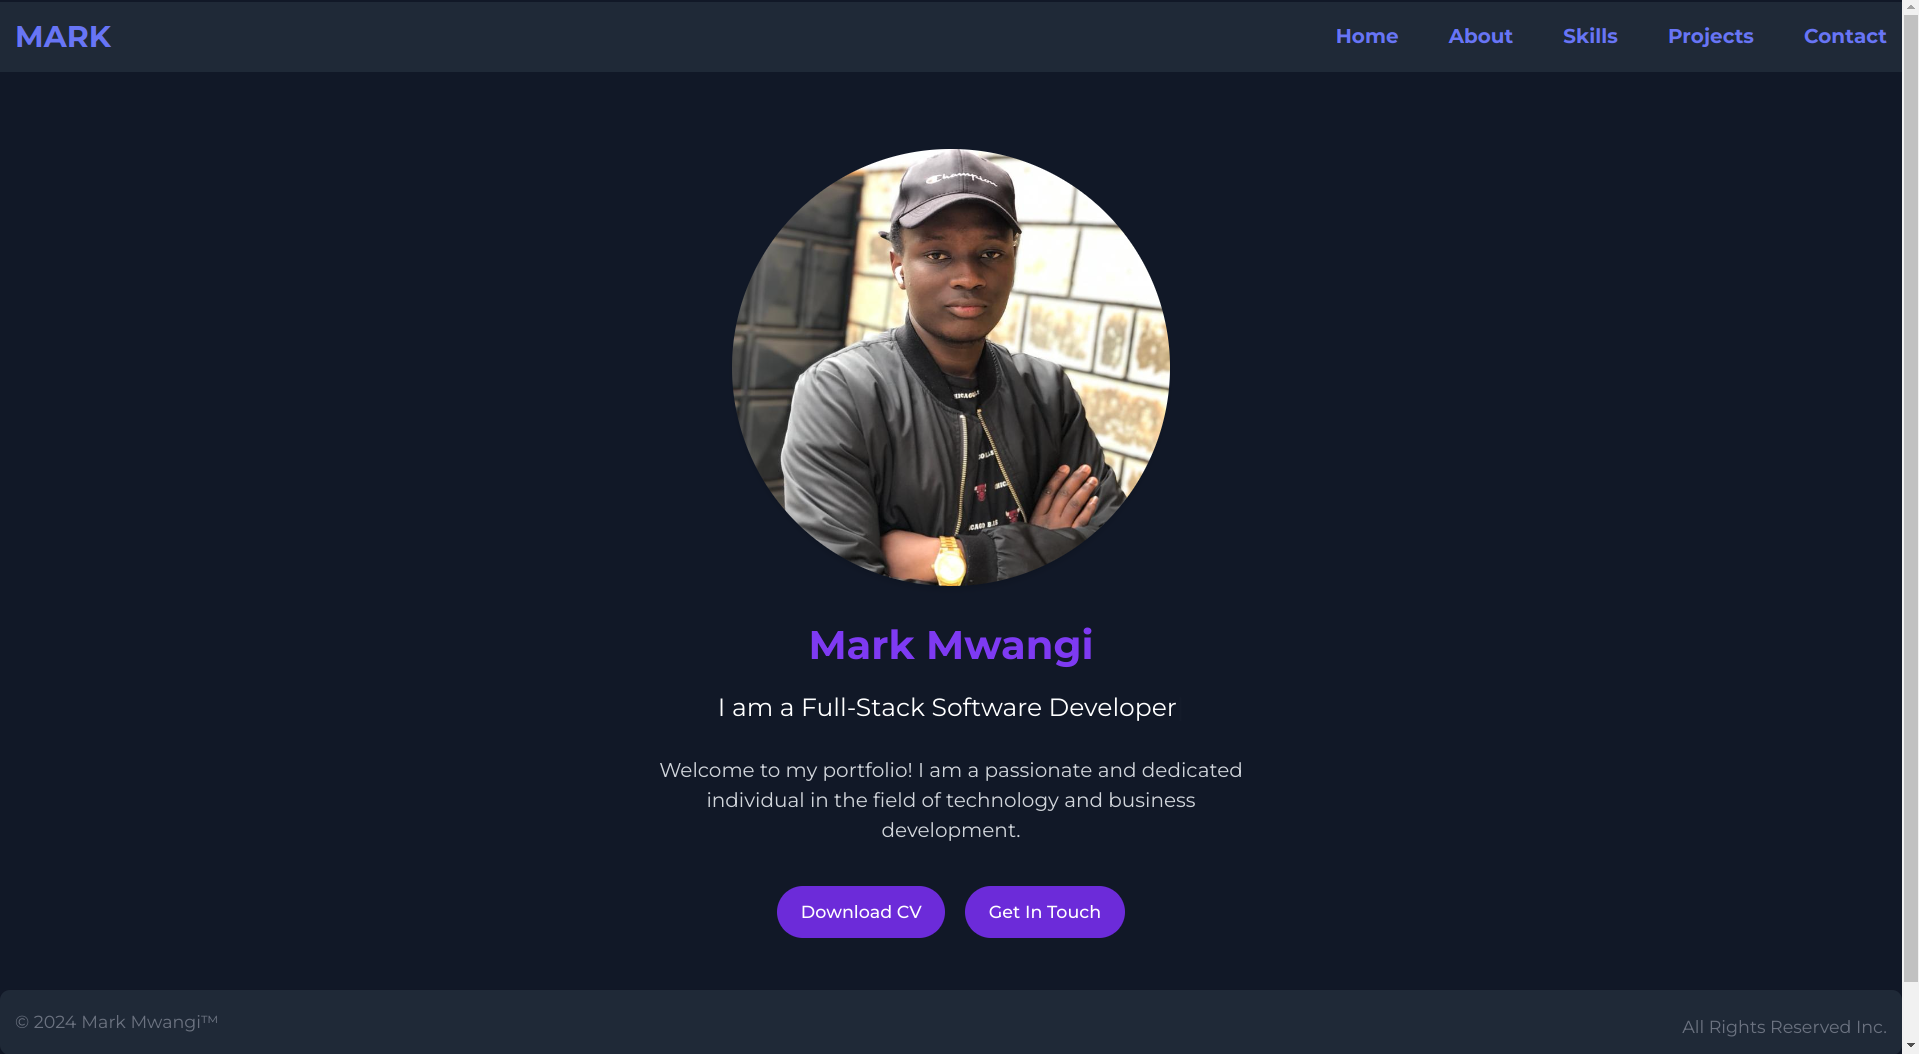 MARK
Home About Skills Projects Contact
Champion
Mark Mwangi
I am a Full-Stack Software Developer
Welcome to my portfolio! I am a passionate and dedicated
individual in the field of technology and business
development.
Download CV Get In Touch
© 2024 Mark Mwangi™
All Rights Reserved Inc.